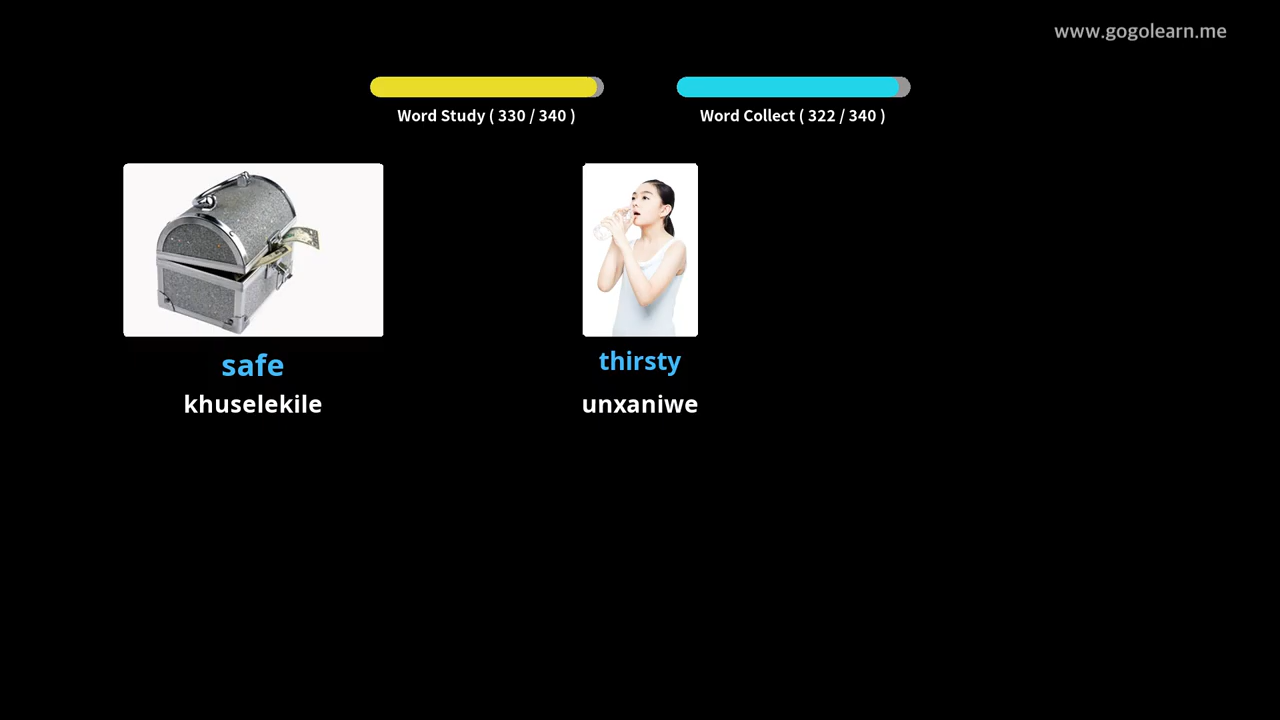 www.gogolearn.me
Word Study ( 330 / 340 )
Word Collect ( 322 / 340 )
safe
khuselekile
thirsty
unxaniwe